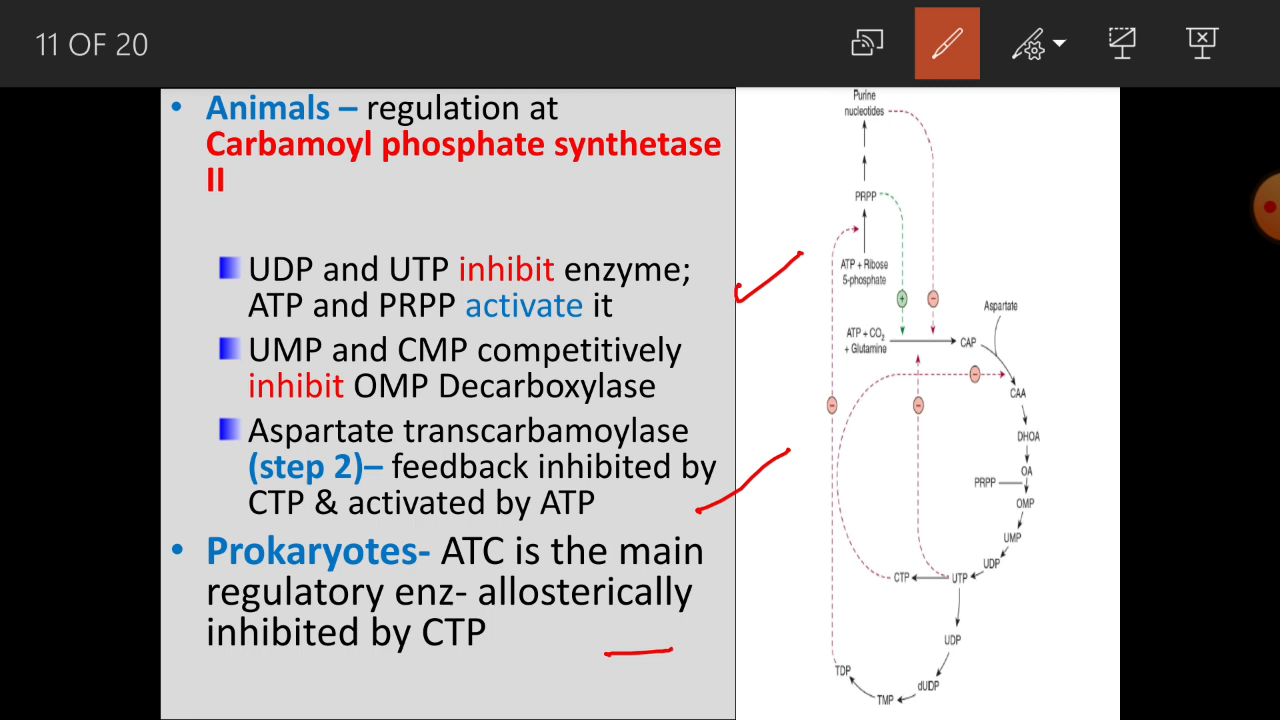 11 OF 20
• Animals – regulation at
Carbamoyl phosphate synthetase
II
UDP and UTP inhibit enzyme;
ATP and PRPP activate it
UMP and CMP competitively
inhibit OMP Decarboxylase
Aspartate transcarbamoylase
(step 2)– feedback inhibited by
CTP & activated by ATP
• Prokaryotes- ATC is the main
regulatory enz- allosterically
inhibited by CTP
Purine
nucleotides
PRPP
ATP + Ribose
5-phosphate
+
−
Aspartate
ATP + CO₂
+ Glutamine
CAP
−
CAA
−
−
DHOA
OA
PRPP
OMP
UMP
UDP
CTP
UTP
UDP
TDP
dUDP
TMP